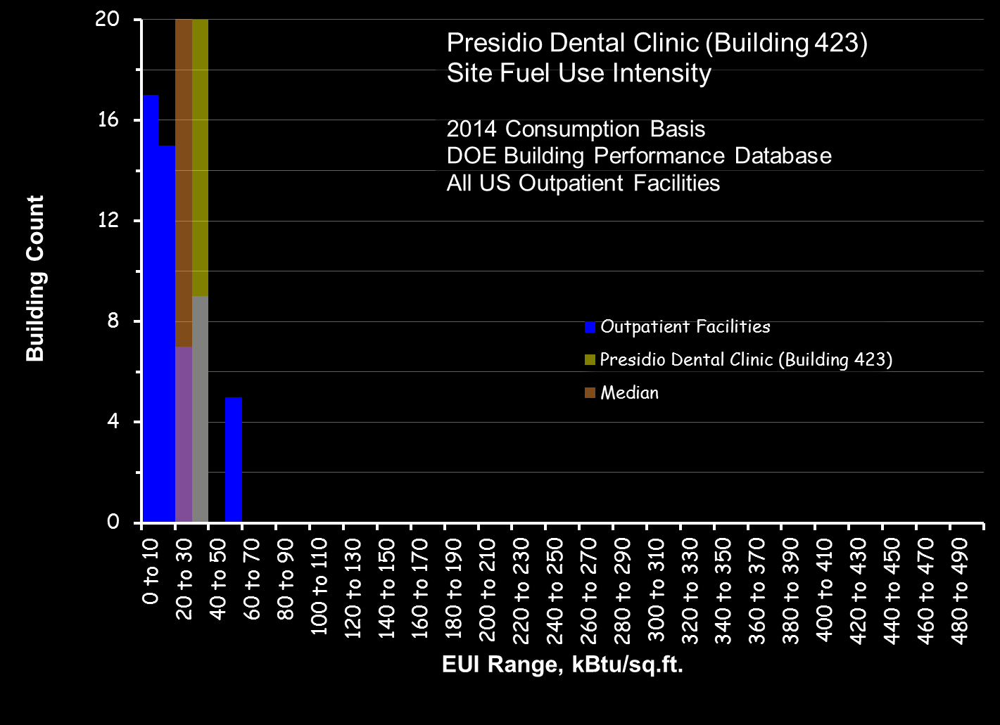 Presidio Dental Clinic (Building 423)
Site Fuel Use Intensity
2014 Consumption Basis
DOE Building Performance Database
All US Outpatient Facilities
Building Count
20
16
12
8
4
0
Outpatient Facilities
Presidio Dental Clinic (Building 423)
Median
0 to 10
20 to 30
40 to 50
60 to 70
80 to 90
100 to 110
120 to 130
140 to 150
160 to 170
180 to 190
200 to 210
220 to 230
240 to 250
260 to 270
280 to 290
300 to 310
320 to 330
340 to 350
360 to 370
380 to 390
400 to 410
420 to 430
440 to 450
460 to 470
480 to 490
EUI Range, kBtu/sq.ft.